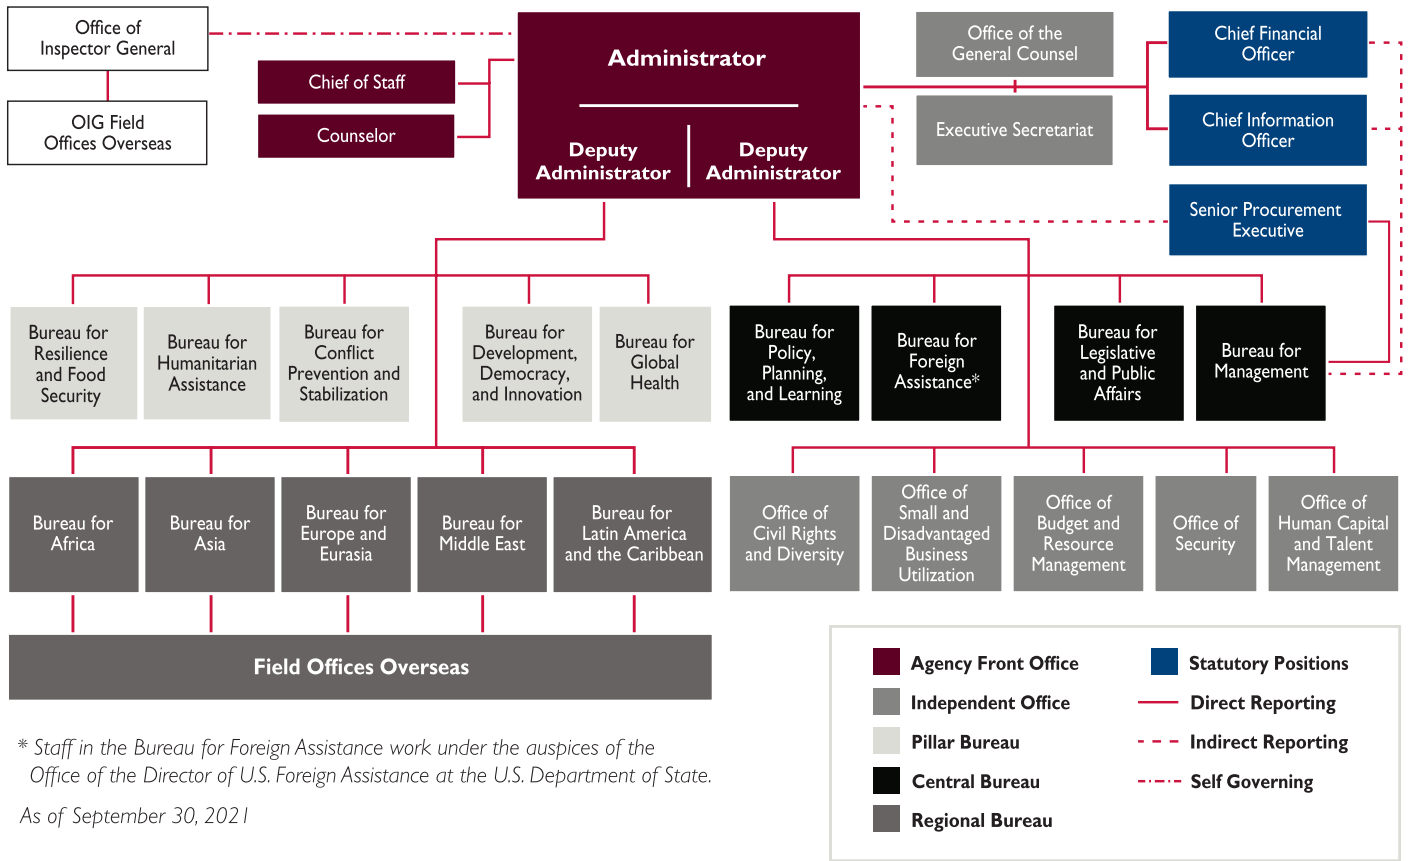 Office of
Inspector General
OIG Field
Offices Overseas
Chief of Staff
Counselor
Administrator
Deputy
Administrator
Deputy
Administrator
Office of the
General Counsel
Executive Secretariat
Chief Financial
Officer
Chief Information
Officer
Senior Procurement
Executive
Bureau for
Resilience
and Food
Security
Bureau for
Humanitarian
Assistance
Bureau for
Conflict
Prevention and
Stabilization
Bureau for
Development,
Democracy,
and Innovation
Bureau for
Global
Health
Bureau for
Policy,
Planning,
and Learning
Bureau for
Foreign
Assistance*
Bureau for
Legislative
and Public
Affairs
Bureau for
Management
Bureau for
Africa
Bureau for
Asia
Bureau for
Europe and
Eurasia
Bureau for
Middle East
Bureau for
Latin America
and the Caribbean
Office of
Civil Rights
and Diversity
Office of
Small and
Disadvantaged
Business
Utilization
Office of
Budget and
Resource
Management
Office of
Security
Office of
Human Capital
and Talent
Management
Field Offices Overseas
* Staff in the Bureau for Foreign Assistance work under the auspices of the
Office of the Director of U.S. Foreign Assistance at the U.S. Department of State.
As of September 30, 2021
Agency Front Office
Independent Office
Pillar Bureau
Central Bureau
Regional Bureau
Statutory Positions
Direct Reporting
Indirect Reporting
Self Governing